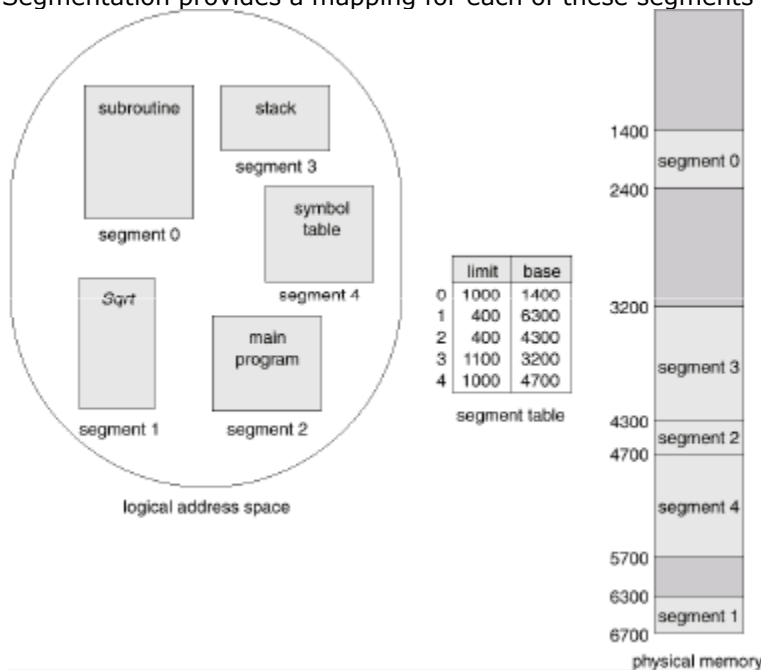 Segmentation provides a mapping for each of these segments
subroutine
segment 0
stack
segment 3
symbol
table
segment 4
Sqrt
segment 1
main
program
segment 2
logical address space
limit base
0 1000 1400
1 400 6300
2 400 4300
3 1100 3200
4 1000 4700
segment table
1400
segment 0
2400
3200
segment 3
4300
segment 2
4700
segment 4
5700
6300
segment 1
6700
physical memory